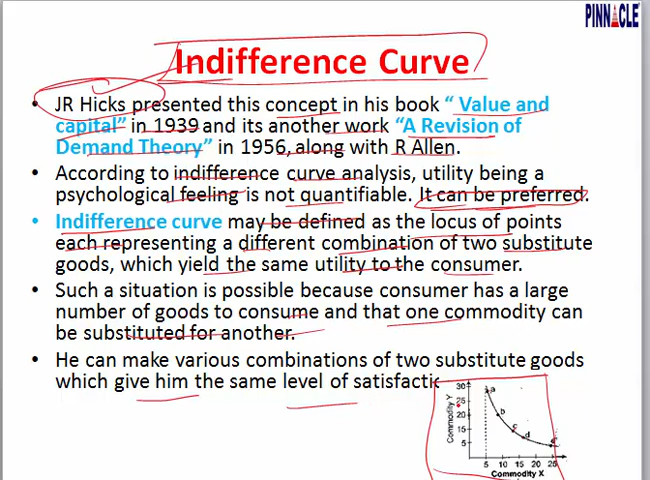 PINNACLE
Indifference Curve
• JR Hicks presented this concept in his book “ Value and
capital” in 1939 and its another work “A Revision of
Demand Theory” in 1956, along with R Allen.
• According to indifference curve analysis, utility being a
psychological feeling is not quantifiable. It can be preferred.
• Indifference curve may be defined as the locus of points
each representing a different combination of two substitute
goods, which yield the same utility to the consumer.
• Such a situation is possible because consumer has a large
number of goods to consume and that one commodity can
be substituted for another.
• He can make various combinations of two substitute goods
which give him the same level of satisfactic
Commodity Y
30
25
20
15
5
a
b
c
d
e
5 10 15 20 25
Commodity X